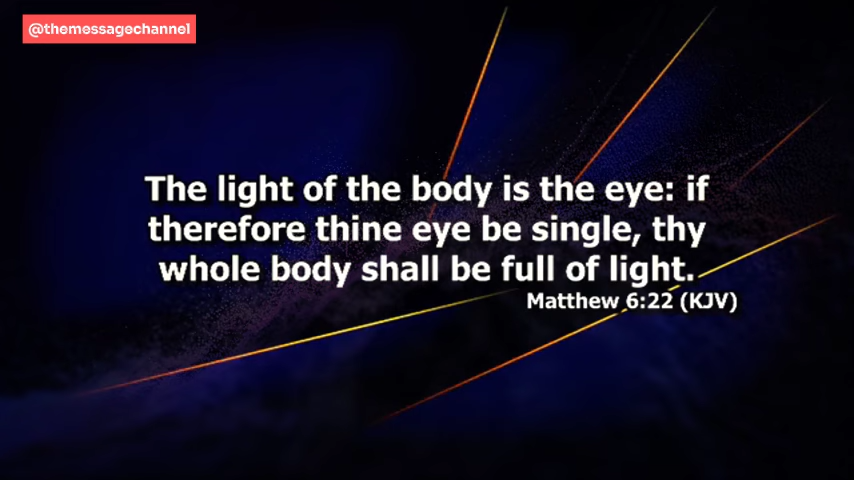 @themessagechannel
The light of the body is the eye: if
therefore thine eye be single, thy
whole body shall be full of light.
Matthew 6:22 (KJV)